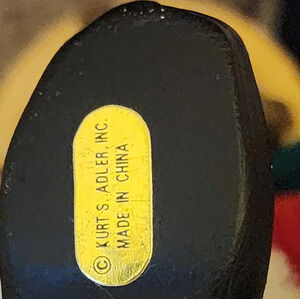 © KURT S. ADLER, INC.
MADE IN CHINA